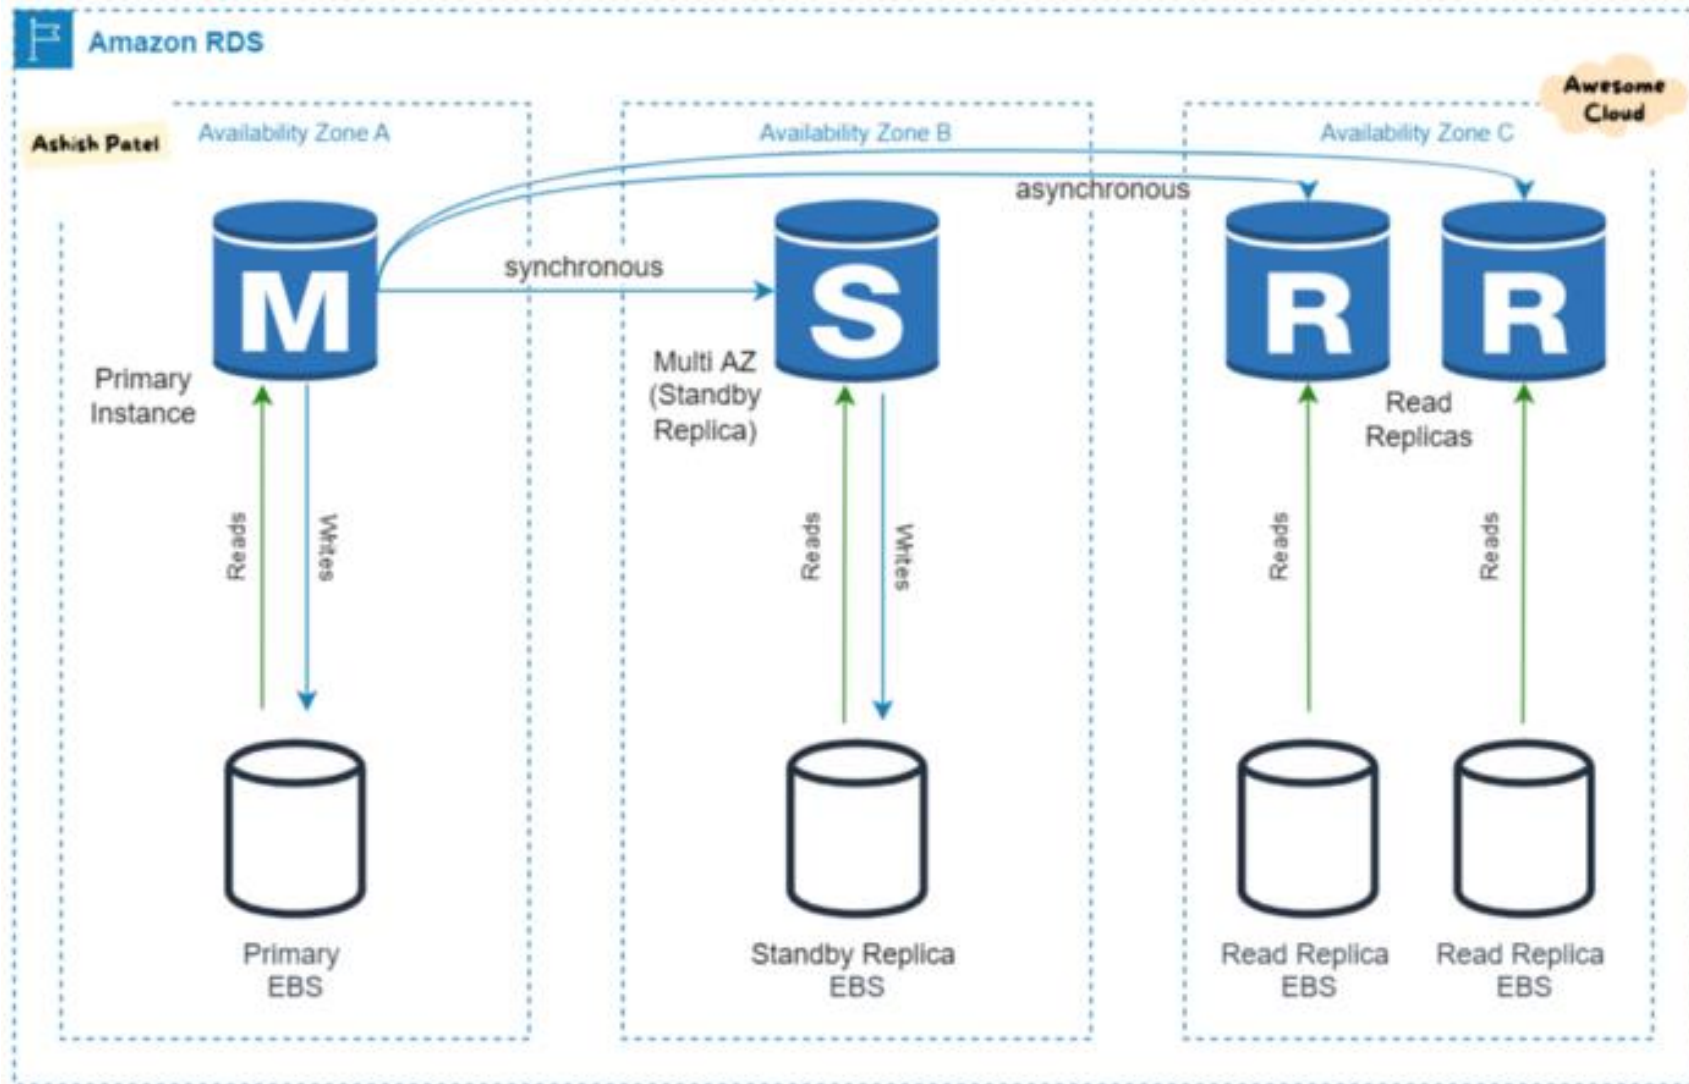 Amazon RDS
Awesome
Cloud
Ashish Patel
Availability Zone A
Availability Zone B
Availability Zone C
asynchronous
synchronous
M
S
R
R
Primary
Instance
Multi AZ
(Standby
Replica)
Read
Replicas
Reads
Writes
Reads
Writes
Reads
Reads
Primary
EBS
Standby Replica
EBS
Read Replica
EBS
Read Replica
EBS